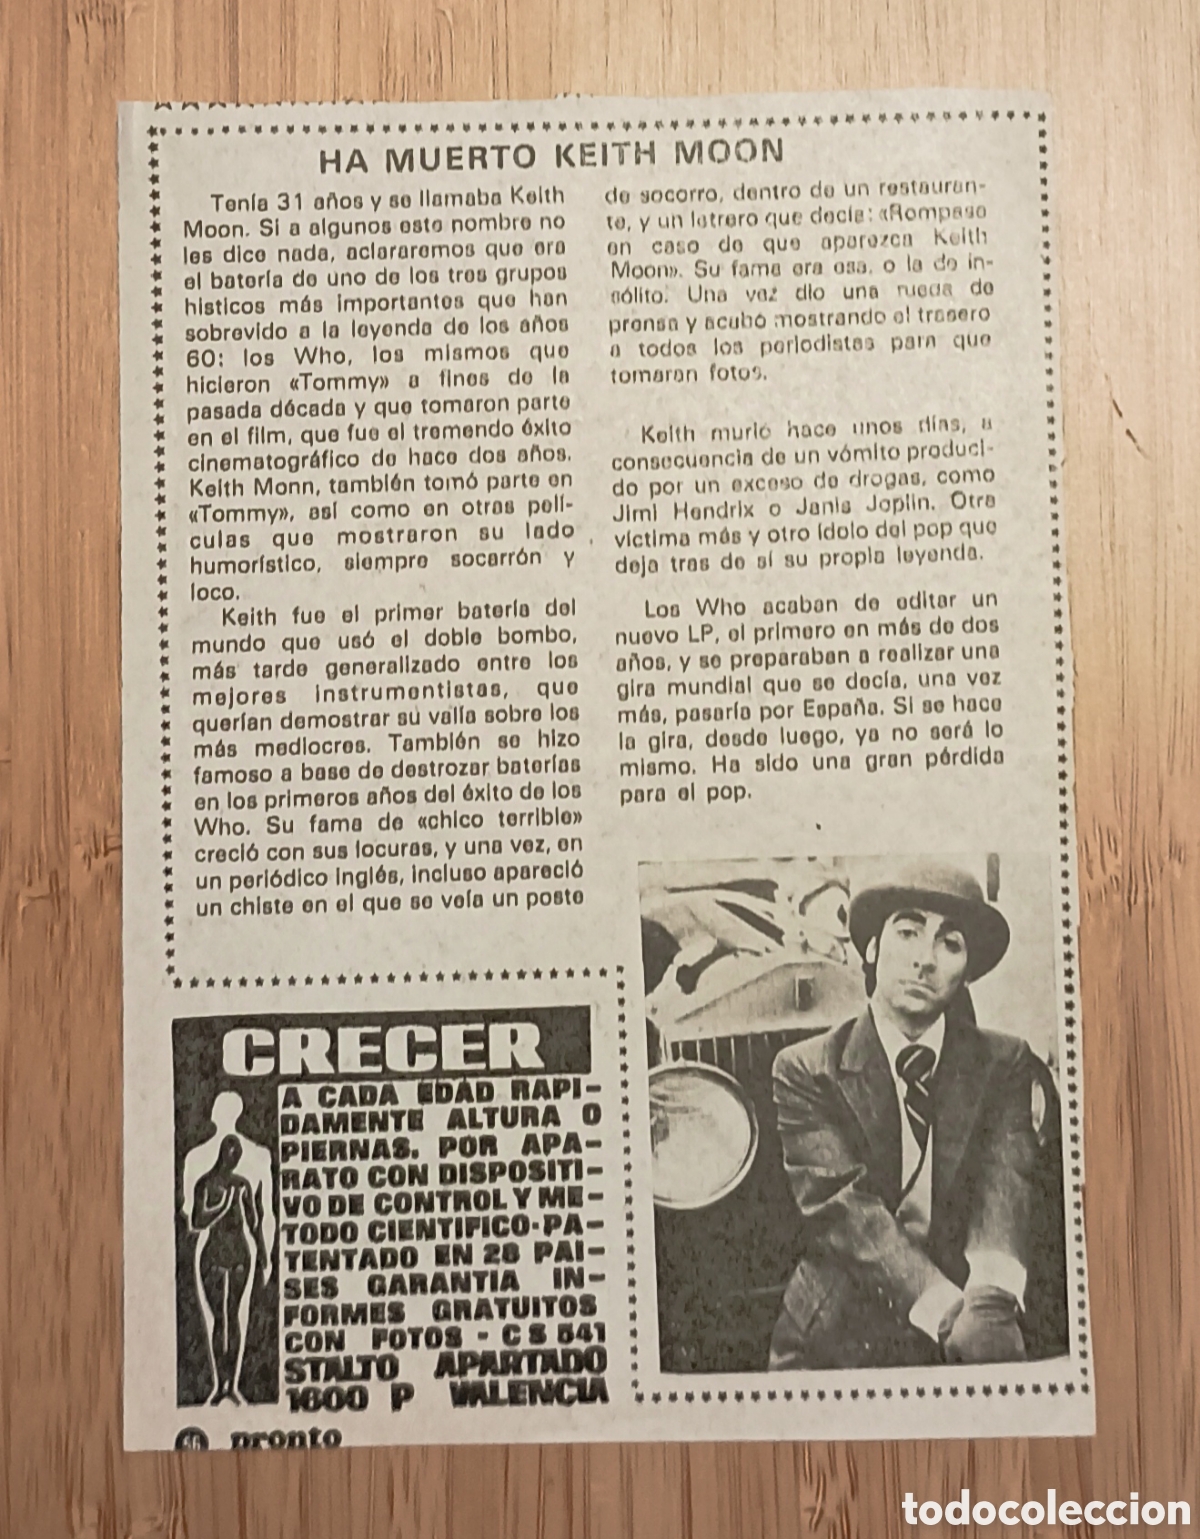 HA MUERTO KEITH MOON
Tenía 31 años y se llamaba Keith
Moon. Si a algunos este nombre no
les dice nada, aclararemos que era
el batería de uno de los tres grupos
histicos más importantes que han
sobrevido a la leyenda de los años
60: los Who, los mismos que
hicieron «Tommy» a fines de la
pasada década y que tomaron parte
en el film, que fue el tremendo éxito
cinematográfico de hace dos años.
Keith Monn, también tomó parte en
«Tommy», así como en otras pelí-
culas que mostraron su lado
humorístico, siempre socarrón y
loco.
Keith fue el primer batería del
mundo que usó el doble bombo,
más tarde generalizado entre los
mejores instrumentistas, que
querían demostrar su valía sobre los
más mediocres. También se hizo
famoso a base de destrozar baterías
en los primeros años del éxito de los
Who. Su fama de «chico terrible»
creció con sus locuras, y una vez, en
un periódico inglés, incluso apareció
un chiste en el que se veía un poste
de socorro, dentro de un restauran-
te, y un letrero que decía: «Rompase
en caso de que aparezca Keith
Moon». Su fama era esa, o la de in-
sólito. Una vez dio una rueda de
prensa y acubó mostrando el trasero
a todos los periodistas para que
tomaran fotos.
Keith murió hace unos días, a
consecuencia de un vómito produci-
do por un exceso de drogas, como
Jimi Hendrix o Janis Joplin. Otra
víctima más y otro ídolo del pop que
deja tras de sí su propia leyenda.
Los Who acaban de editar un
nuevo LP, el primero en más de dos
años, y se preparaban a realizar una
gira mundial que se decía, una vez
más, pasaría por España. Si se hace
la gira, desde luego, ya no será lo
mismo. Ha sido una gran pérdida
para el pop.
CRECER
A CADA EDAD RAPI-
DAMENTE ALTURA O
PIERNAS. POR APA-
RATO CON DISPOSITI-
VO DE CONTROL Y ME-
TODO CIENTIFICO-PA-
TENTADO EN 28 PAI-
SES GARANTIA IN-
FORMES GRATUITOS
CON FOTOS - C S 541
STALTO APARTADO
1600 P VALENCIA
pronto
todocoleccion